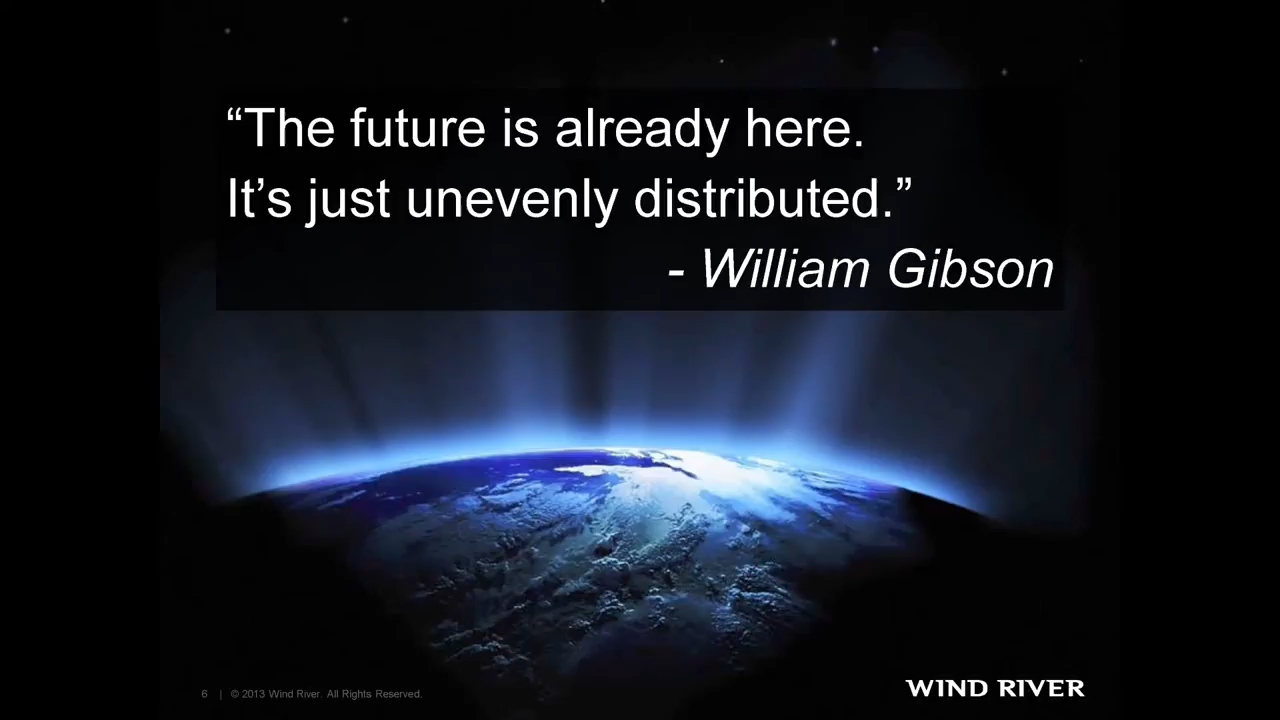 “The future is already here.
It’s just unevenly distributed.”
- William Gibson
6 | © 2013 Wind River. All Rights Reserved.
WIND RIVER